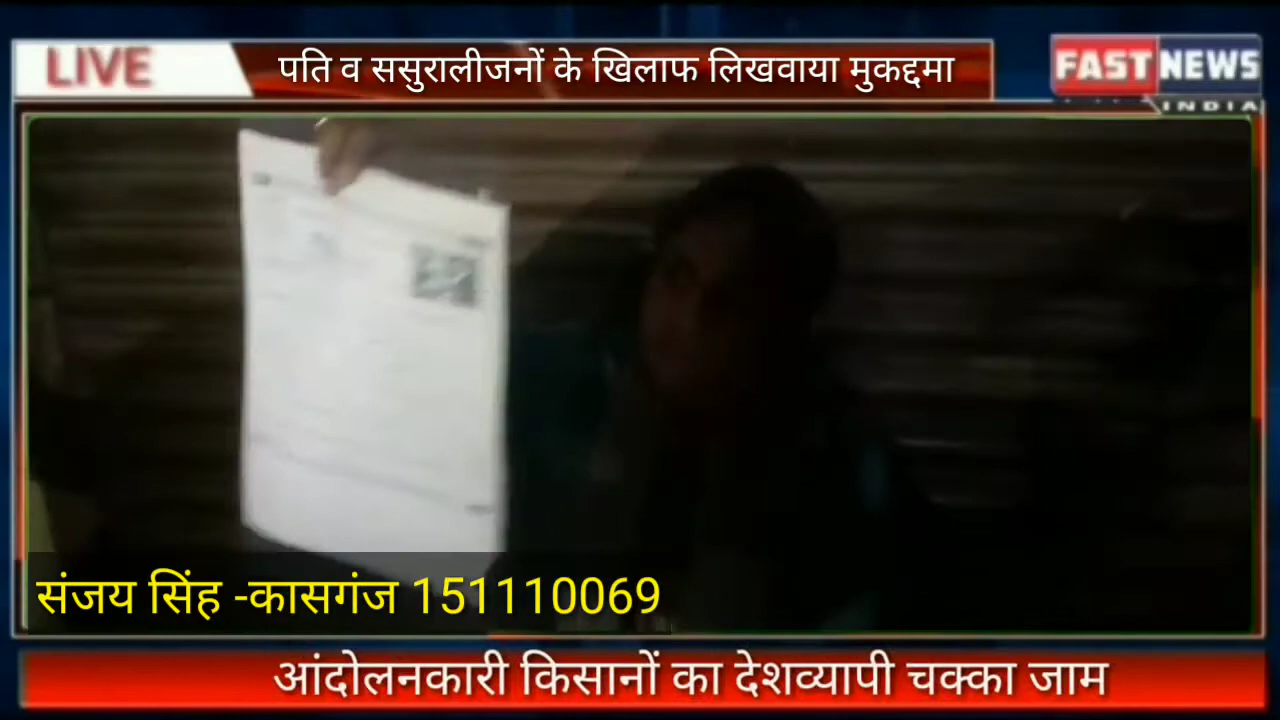 LIVE
पति व ससुरालीजनों के खिलाफ लिखवाया मुकद्दमा
FAST NEWS
INDIA
संजय सिंह -कासगंज 151110069
आंदोलनकारी किसानों का देशव्यापी चक्का जाम